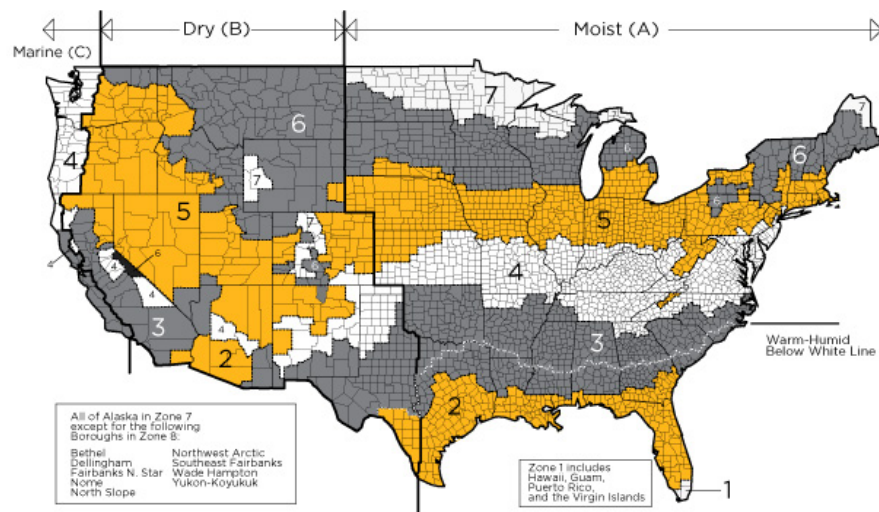 Dry (B)
Moist (A)
Marine (C)
7
7
6
6
4
7
6
5
6
7
5
4
6
4
4
6
4
3
4
3
2
Warm-Humid
Below White Line
2
All of Alaska in Zone 7
except for the following
Boroughs in Zone 8:
Bethel
Dellingham
Fairbanks N. Star
Nome
North Slope
Northwest Arctic
Southeast Fairbanks
Wade Hampton
Yukon-Koyukuk
Zone 1 includes
Hawaii, Guam,
Puerto Rico,
and the Virgin Islands
1